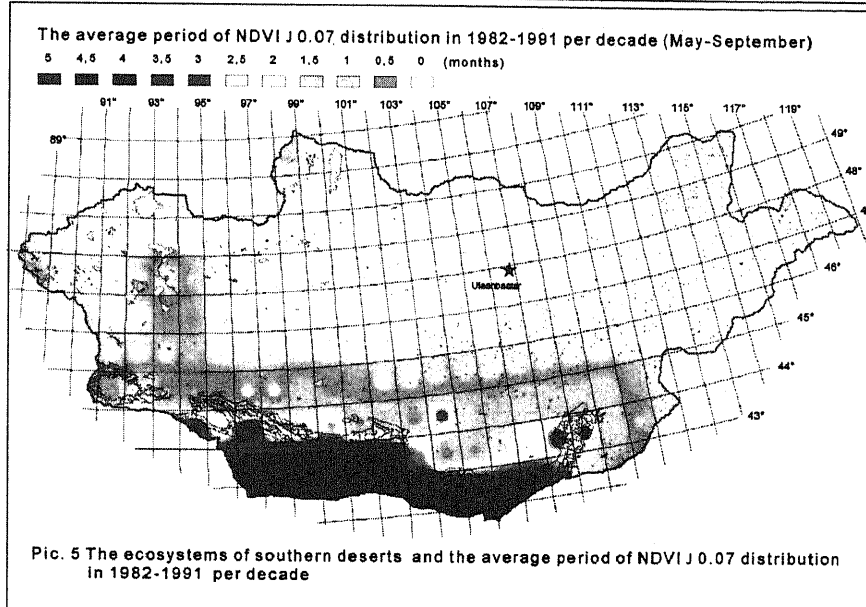 The average period of NDVI J 0.07 distribution in 1982-1991 per decade (May-September)
5 4,5 4 3,5 3 2,5 2 1,5 1 0,5 0 (months)
91° 93° 95° 97° 99° 101° 103° 105° 107° 109° 111° 113° 115° 117° 119°
89°
49°
48°
46°
45°
44°
43°
Pic. 5 The ecosystems of southern deserts and the average period of NDVI J 0.07 distribution
in 1982-1991 per decade